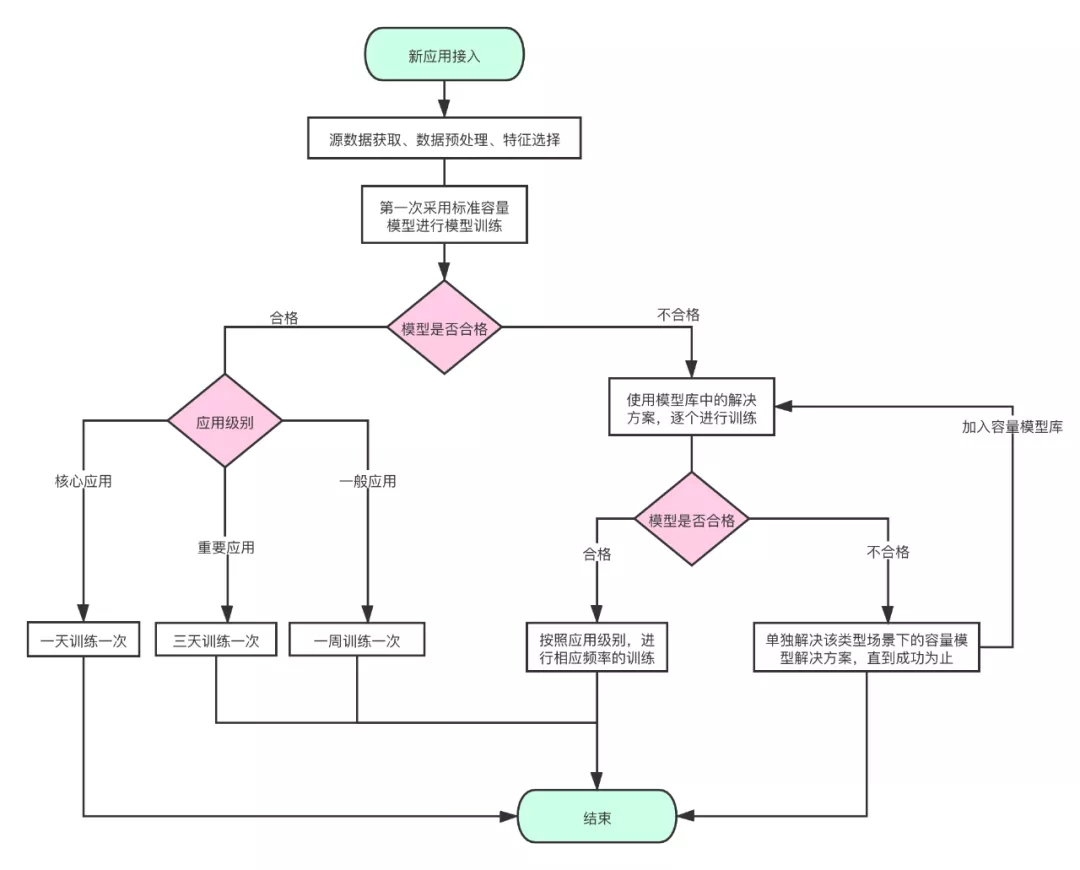 新应用接入
源数据获取、数据预处理、特征选择
第一次采用标准容量
模型进行模型训练
模型是否合格
合格
不合格
使用模型库中的解决
方案，逐个进行训练
加入容量模型库
应用级别
核心应用
一般应用
重要应用
模型是否合格
合格
不合格
一天训练一次
三天训练一次
一周训练一次
按照应用级别，进
行相应频率的训练
单独解决该类型场景下的容量模
型解决方案，直到成功为止
结束